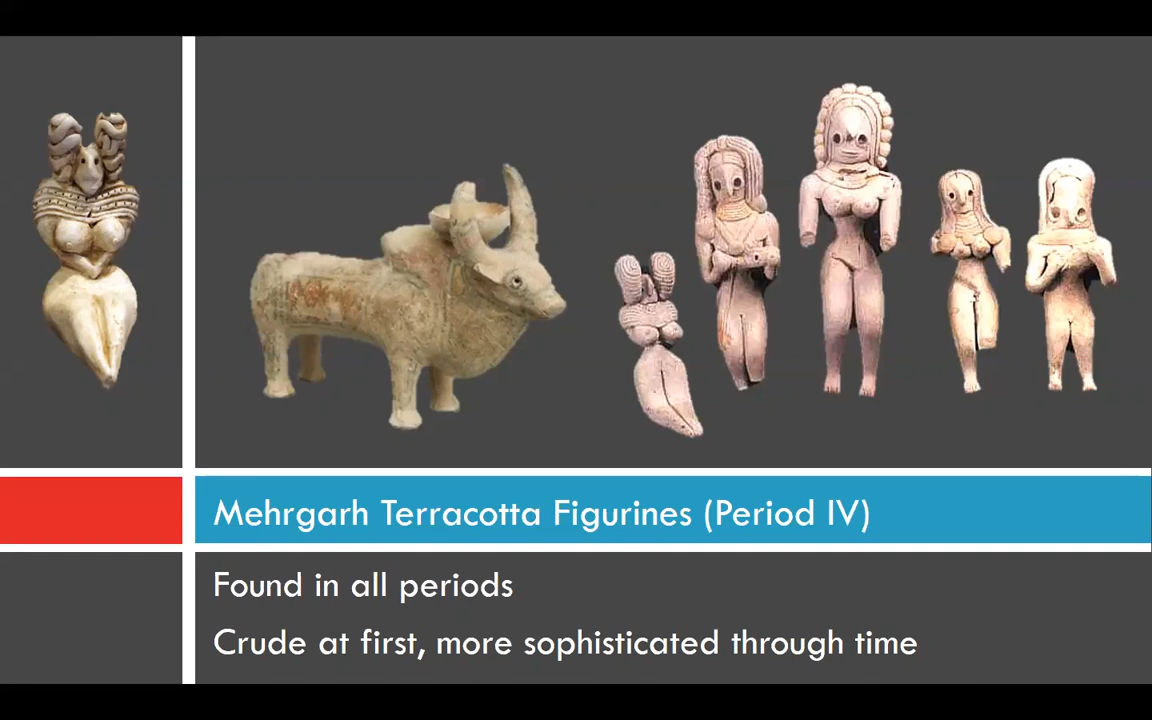 Mehrgarh Terracotta Figurines (Period IV)
Found in all periods
Crude at first, more sophisticated through time